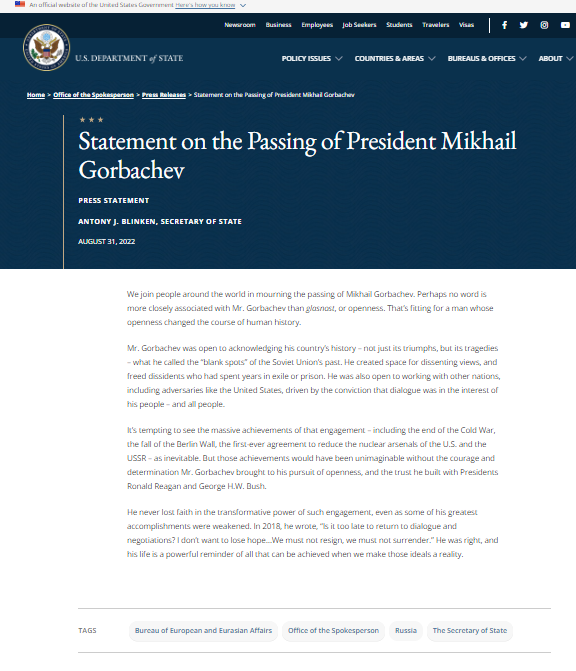 An official website of the United States Government Here's how you know
Newsroom Business Employees Job Seekers Students Travelers Visas
U.S. DEPARTMENT of STATE
POLICY ISSUES COUNTRIES & AREAS BUREAUS & OFFICES ABOUT
Home > Office of the Spokesperson > Press Releases > Statement on the Passing of President Mikhail Gorbachev
Statement on the Passing of President Mikhail
Gorbachev
PRESS STATEMENT
ANTONY J. BLINKEN, SECRETARY OF STATE
AUGUST 31, 2022
We join people around the world in mourning the passing of Mikhail Gorbachev. Perhaps no word is
more closely associated with Mr. Gorbachev than glasnost, or openness. That's fitting for a man whose
openness changed the course of human history.
Mr. Gorbachev was open to acknowledging his country's history – not just its triumphs, but its tragedies
– what he called the "blank spots" of the Soviet Union's past. He created space for dissenting views, and
freed dissidents who had spent years in exile or prison. He was also open to working with other nations,
including adversaries like the United States, driven by the conviction that dialogue was in the interest of
his people – and all people.
It's tempting to see the massive achievements of that engagement – including the end of the Cold War,
the fall of the Berlin Wall, the first-ever agreement to reduce the nuclear arsenals of the U.S. and the
USSR – as inevitable. But those achievements would have been unimaginable without the courage and
determination Mr. Gorbachev brought to his pursuit of openness, and the trust he built with Presidents
Ronald Reagan and George H.W. Bush.
He never lost faith in the transformative power of such engagement, even as some of his greatest
accomplishments were weakened. In 2018, he wrote, "Is it too late to return to dialogue and
negotiations? I don't want to lose hope...We must not resign, we must not surrender." He was right, and
his life is a powerful reminder of all that can be achieved when we make those ideals a reality.
TAGS Bureau of European and Eurasian Affairs Office of the Spokesperson Russia The Secretary of State